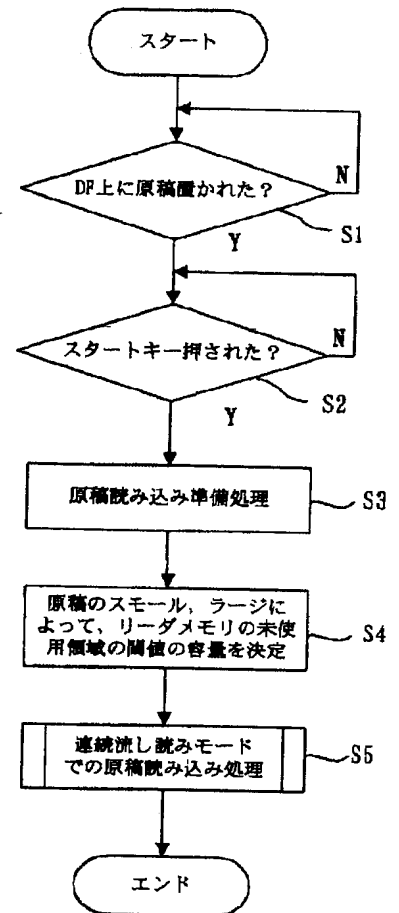 スタート
DF上に原稿置かれた？
N
S1
Y
スタートキー押された？
N
S2
Y
原稿読み込み準備処理
S3
原稿のスモール，ラージに
よって，リーダメモリの未使
用領域の閾値の容量を決定
S4
連続流し読みモード
での原稿読み込み処理
S5
エンド